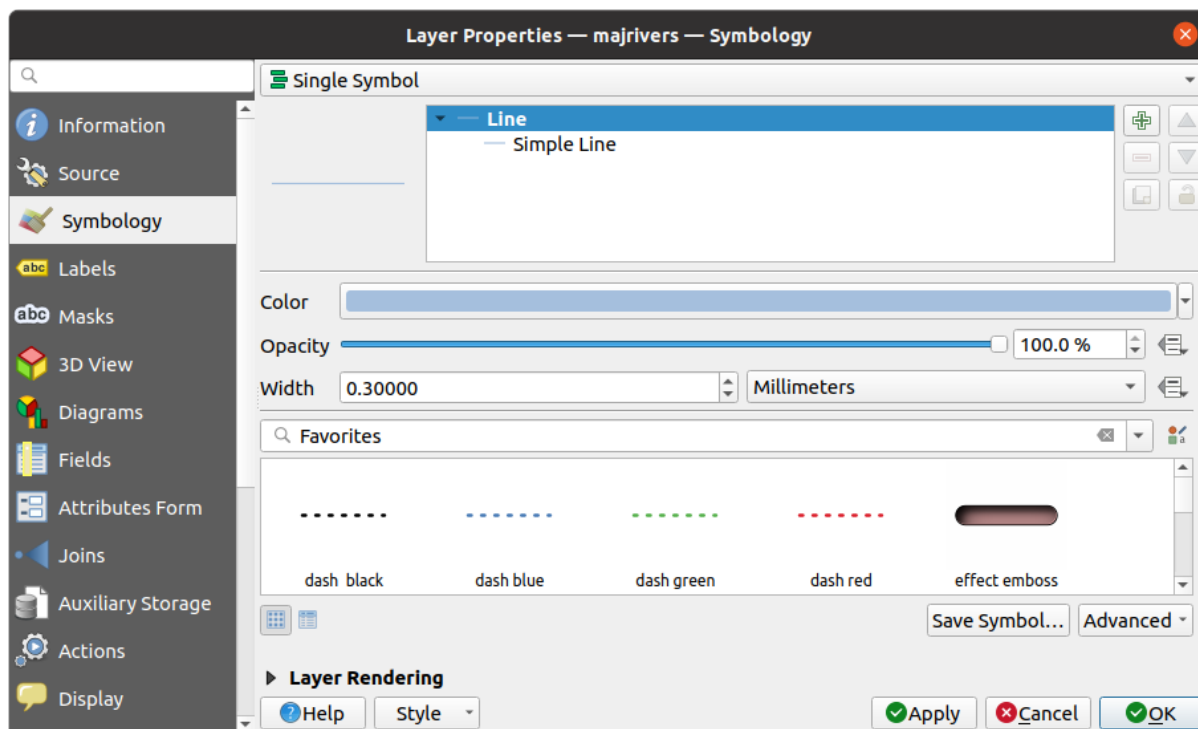 Layer Properties — majrivers — Symbology
Single Symbol
Information
Source
Symbology
abc Labels
abc Masks
3D View
Diagrams
Fields
Attributes Form
Joins
Auxiliary Storage
Actions
Display
Line
Simple Line
Color
Opacity
100.0 %
Width
0.30000
Millimeters
Favorites
a
dash  black
dash blue
dash green
dash red
effect emboss
Save Symbol...
Advanced
Layer Rendering
Help
Style
Apply
Cancel
OK